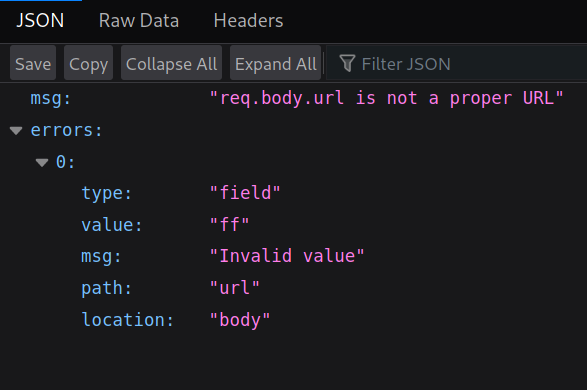 JSON Raw Data Headers
Save Copy Collapse All Expand All Filter JSON
msg: "req.body.url is not a proper URL"
errors:
0:
type: "field"
value: "ff"
msg: "Invalid value"
path: "url"
location: "body"